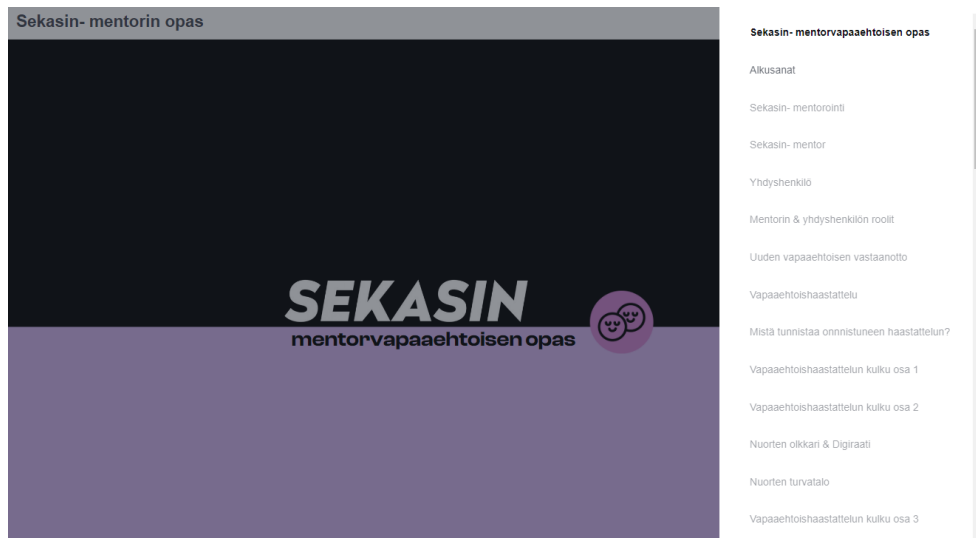 Sekasin- mentorin opas
SEKASIN
mentorvapaaehtoisen opas
Sekasin- mentorvapaaehtoisen opas
Alkusanat
Sekasin- mentorointi
Sekasin- mentor
Yhdyshenkilö
Mentorin & yhdyshenkilön roolit
Uuden vapaaehtoisen vastaanotto
Vapaaehtoishaastattelu
Mistä tunnistaa onnnistuneen haastattelun?
Vapaaehtoishaastattelun kulku osa 1
Vapaaehtoishaastattelun kulku osa 2
Nuorten olkkari & Digiraati
Nuorten turvatalo
Vapaaehtoishaastattelun kulku osa 3